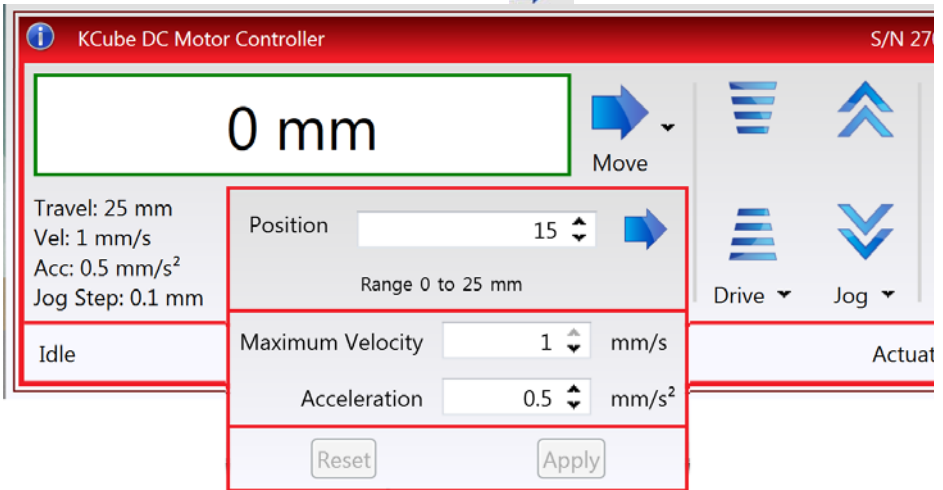 KCube DC Motor Controller
S/N 270
0 mm
Move
Travel: 25 mm
Vel: 1 mm/s
Acc: 0.5 mm/s²
Jog Step: 0.1 mm
Position
15
Range 0 to 25 mm
Drive
Jog
Idle
Maximum Velocity
1
mm/s
Actuat
Acceleration
0.5
mm/s²
Reset
Apply